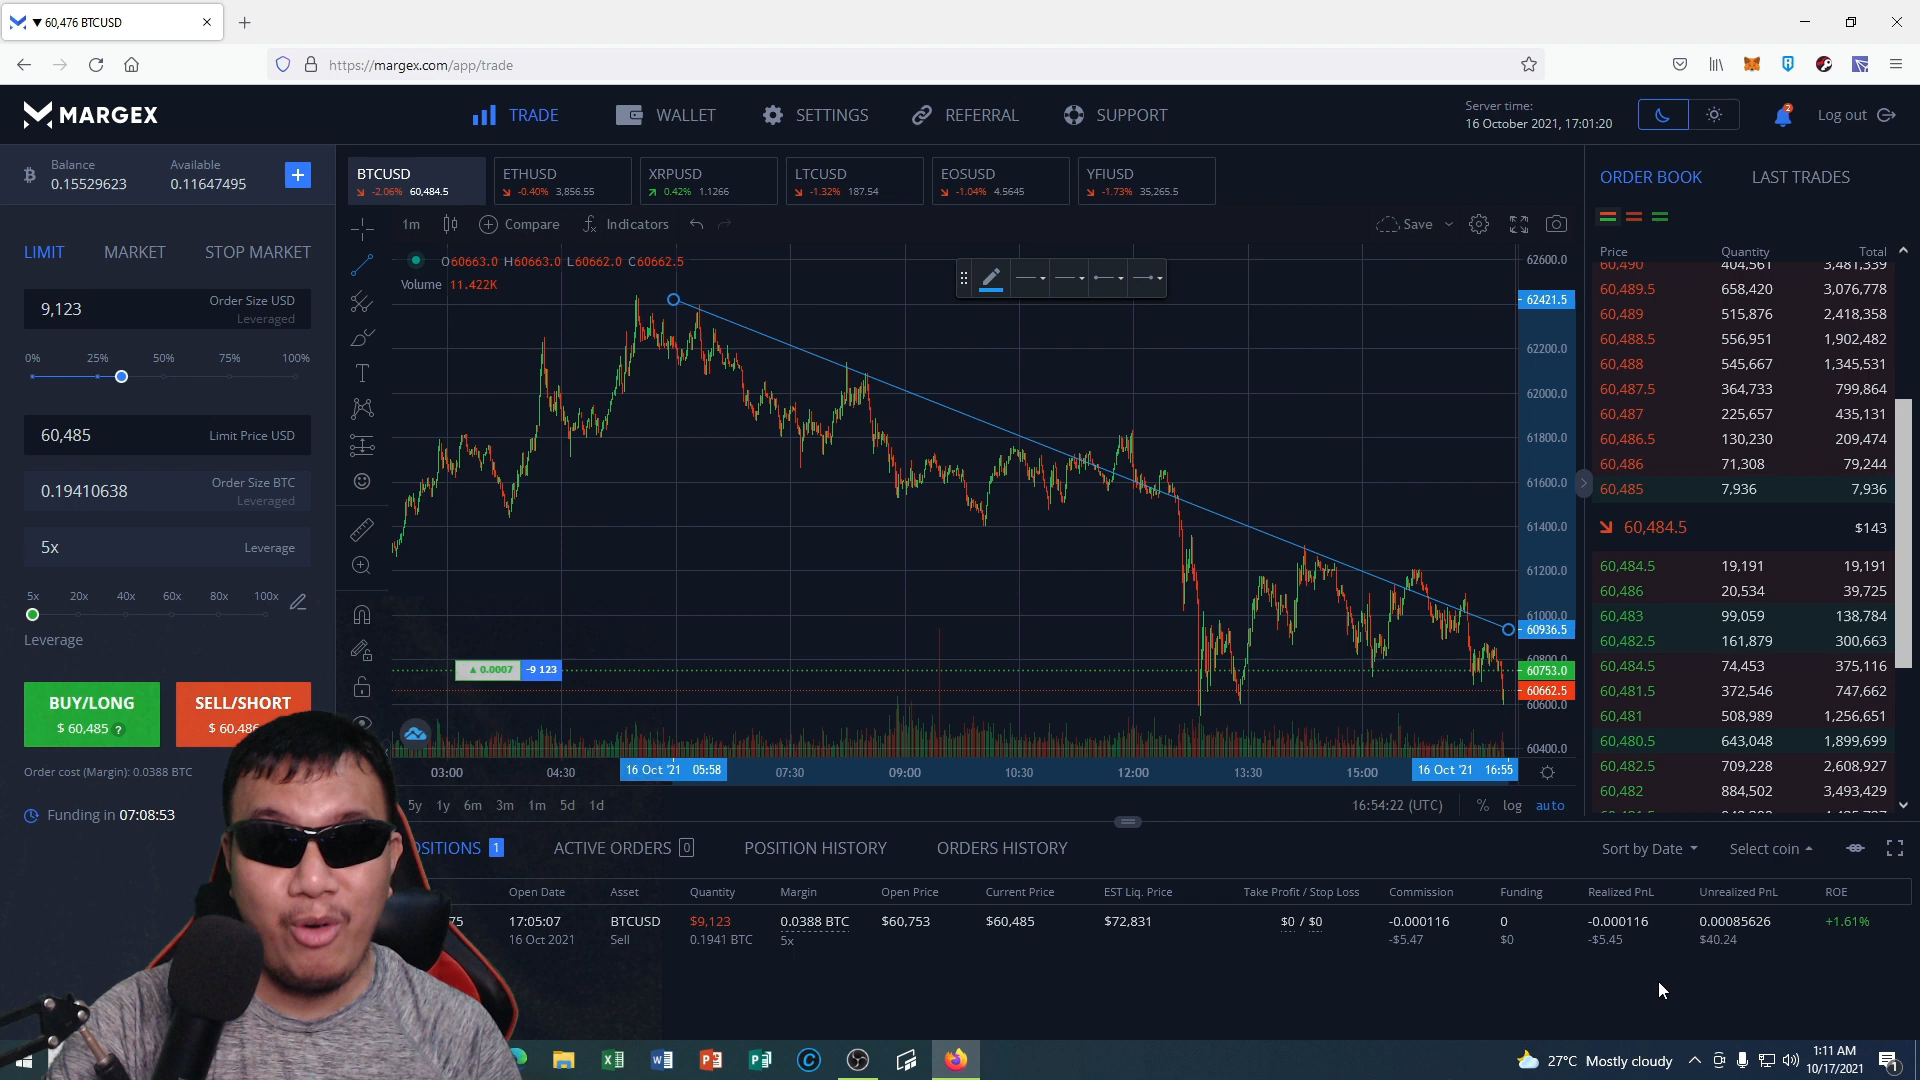 60,476 BTCUSD
https://margex.com/app/trade
MARGEX
TRADE
WALLET
SETTINGS
REFERRAL
SUPPORT
Server time:
16 October 2021, 17:01:20
2
Log out
Balance
0.15529623
Available
0.11647495
+
BTCUSD
-2.06% 60,484.5
ETHUSD
-0.40% 3,856.55
XRPUSD
0.42% 1.1266
LTCUSD
-1.32% 187.54
EOSUSD
-1.04% 4.5645
YFIUSD
-1.73% 35,265.5
ORDER BOOK
LAST TRADES
1m
Compare
Indicators
Save
LIMIT
MARKET
STOP MARKET
9,123
Order Size USD
Leveraged
0% 25% 50% 75% 100%
60,485
Limit Price USD
0.19410638
Order Size BTC
Leveraged
5x
Leverage
5x 20x 40x 60x 80x 100x
Leverage
BUY/LONG
$ 60,485 ?
SELL/SHORT
$ 60,486
Order cost (Margin): 0.0388 BTC
Funding in 07:08:53
O60663.0 H60663.0 L60662.0 C60662.5
Volume 11.422K
0.0007 -9 123
62600.0
62421.5
62200.0
62000.0
61800.0
61600.0
61400.0
61200.0
61000.0
60936.5
60800.0
60753.0
60662.5
60600.0
60400.0
03:00
04:30
16 Oct '21 05:58
07:30
09:00
10:30
12:00
13:30
15:00
16 Oct '21 16:55
5y 1y 6m 3m 1m 5d 1d
16:54:22 (UTC)
% log auto
Price Quantity Total
60,490 404,561 3,481,339
60,489.5 658,420 3,076,778
60,489 515,876 2,418,358
60,488.5 556,951 1,902,482
60,488 545,667 1,345,531
60,487.5 364,733 799,864
60,487 225,657 435,131
60,486.5 130,230 209,474
60,486 71,308 79,244
60,485 7,936 7,936
60,484.5 $143
60,484.5 19,191 19,191
60,486 20,534 39,725
60,483 99,059 138,784
60,482.5 161,879 300,663
60,484.5 74,453 375,116
60,481.5 372,546 747,662
60,481 508,989 1,256,651
60,480.5 643,048 1,899,699
60,482.5 709,228 2,608,927
60,482 884,502 3,493,429
OSITIONS 1
ACTIVE ORDERS 0
POSITION HISTORY
ORDERS HISTORY
Sort by Date
Select coin
Open Date Asset Quantity Margin Open Price Current Price EST Liq. Price Take Profit / Stop Loss Commission Funding Realized PnL Unrealized PnL ROE
75 17:05:07 BTCUSD $9,123 0.0388 BTC $60,753 $60,485 $72,831 $0 / $0 -0.000116 0 -0.000116 0.00085626 +1.61%
16 Oct 2021 Sell 0.1941 BTC 5x -$5.47 $0 -$5.45 $40.24
27°C Mostly cloudy
1:11 AM
10/17/2021
1